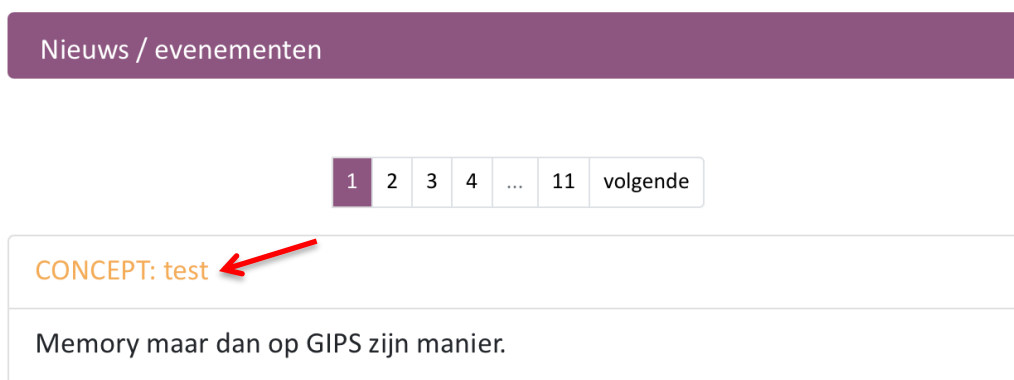 Nieuws / evenementen
1 2 3 4 ... 11 volgende
CONCEPT: test
Memory maar dan op GIPS zijn manier.